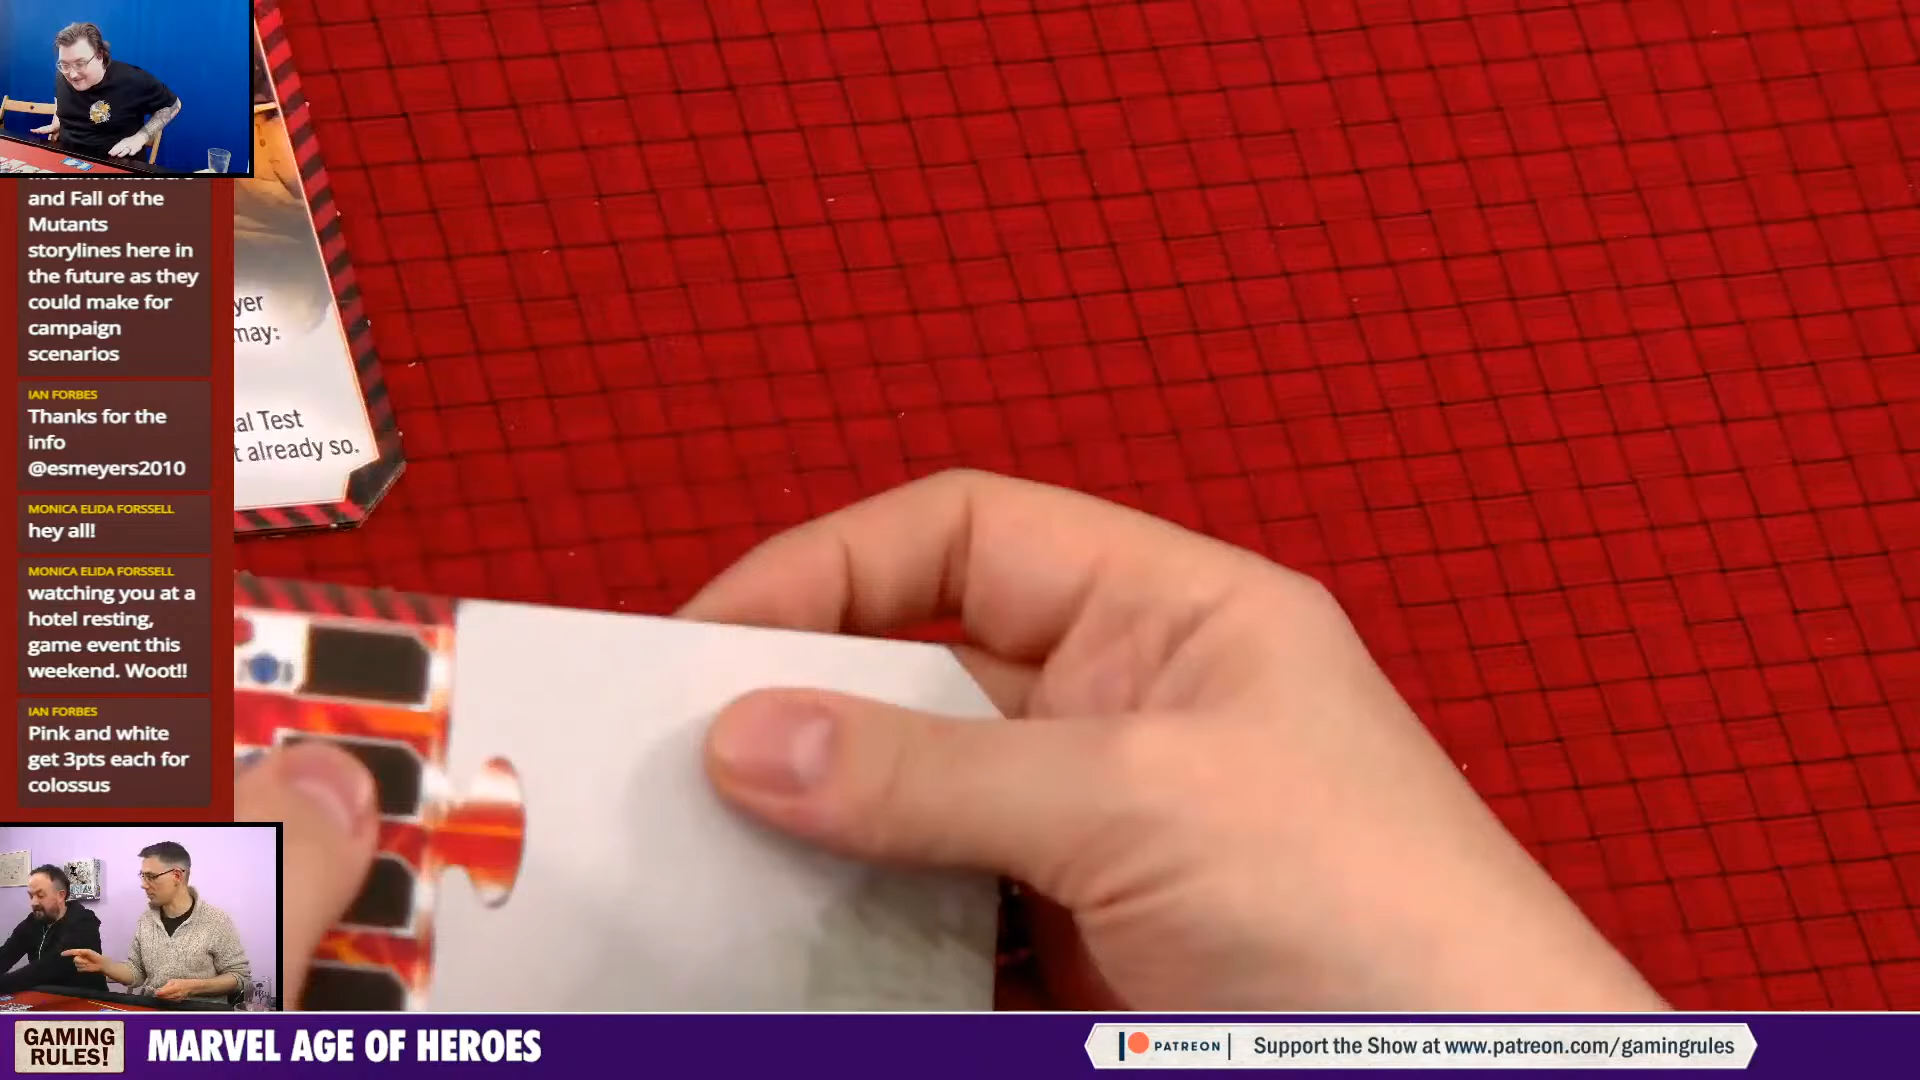 and Fall of the
Mutants
storylines here in
the future as they
could make for
campaign
scenarios
IAN FORBES
Thanks for the
info
@esmeyers2010
MONICA ELIDA FORSSELL
hey all!
MONICA ELIDA FORSSELL
watching you at a
hotel resting,
game event this
weekend. Woot!!
IAN FORBES
Pink and white
get 3pts each for
colossus
may:
Test
already so.
GAMING
RULES!
MARVEL AGE OF HEROES
PATREON
Support the Show at www.patreon.com/gamingrules